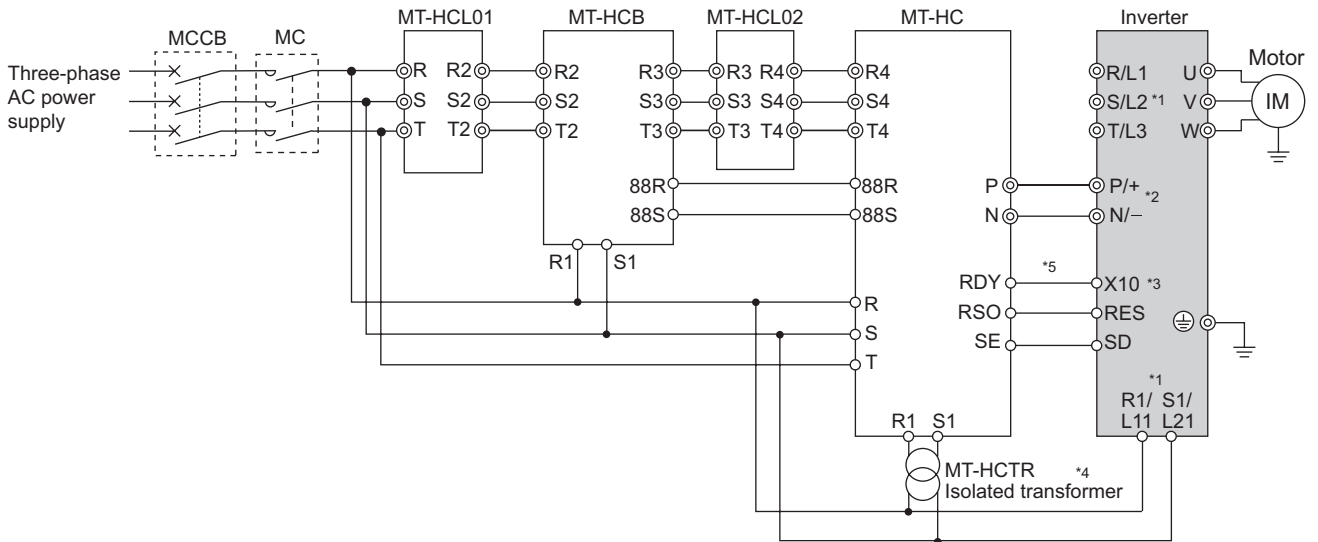 MT-HCL01 MT-HCB MT-HCL02 MT-HC Inverter
MCCB MC
Motor
Three-phase
AC power
supply
R R2 R2 R3 R3 R4 R4 R/L1 U
S S2 S2 S3 S3 S4 S4 S/L2 *1 V IM
T T2 T2 T3 T3 T4 T4 T/L3 W
88R 88R P P/+ *2
88S 88S N N/−
R1 S1
RDY *5 X10 *3
R
RSO RES
S
SE SD
T
*1
R1/ S1/
L11 L21
R1 S1
MT-HCTR *4
Isolated transformer